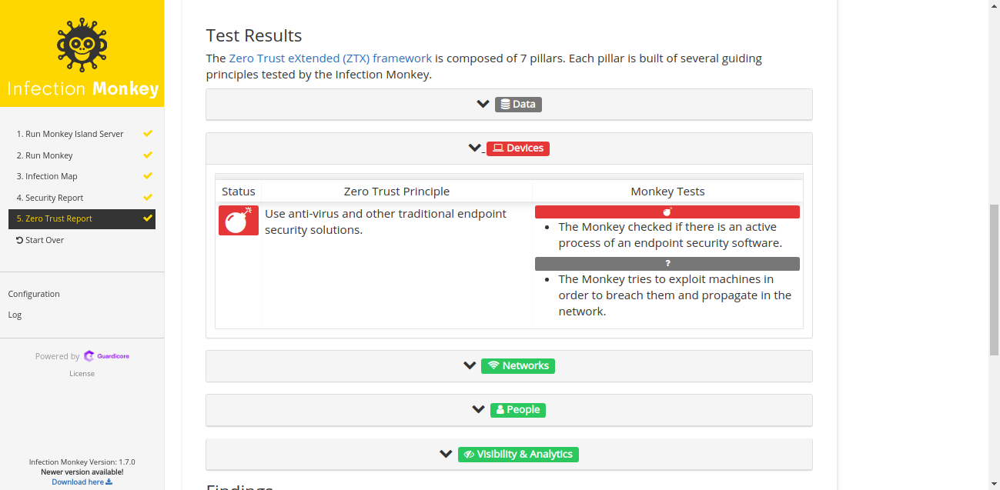 Infection Monkey
1. Run Monkey Island Server
2. Run Monkey
3. Infection Map
4. Security Report
5. Zero Trust Report
Start Over
Configuration
Log
Powered by Guardicore
License
Infection Monkey Version: 1.7.0
Newer version available!
Download here
Test Results
The Zero Trust eXtended (ZTX) framework is composed of 7 pillars. Each pillar is built of several guiding
principles tested by the Infection Monkey.
Data
Devices
Status Zero Trust Principle Monkey Tests
Use anti-virus and other traditional endpoint
security solutions.
• The Monkey checked if there is an active
process of an endpoint security software.
?
• The Monkey tries to exploit machines in
order to breach them and propagate in the
network.
Networks
People
Visibility & Analytics
Findings